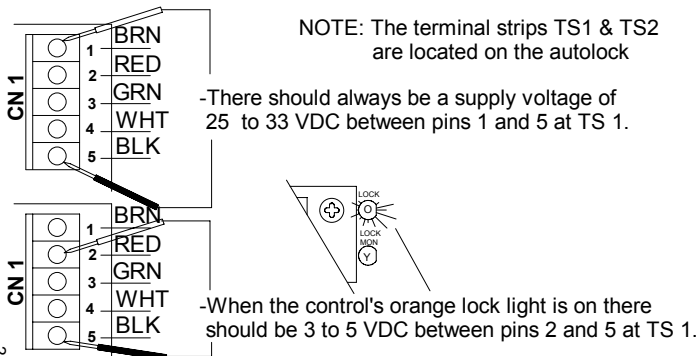 NOTE: The terminal strips TS1 & TS2
are located on the autolock
CN 1
1 BRN
2 RED
3 GRN
4 WHT
5 BLK
-There should always be a supply voltage of
25 to 33 VDC between pins 1 and 5 at TS 1.
LOCK
O
LOCK
MON
Y
CN 1
1 BRN
2 RED
3 GRN
4 WHT
5 BLK
-When the control's orange lock light is on there
should be 3 to 5 VDC between pins 2 and 5 at TS 1.